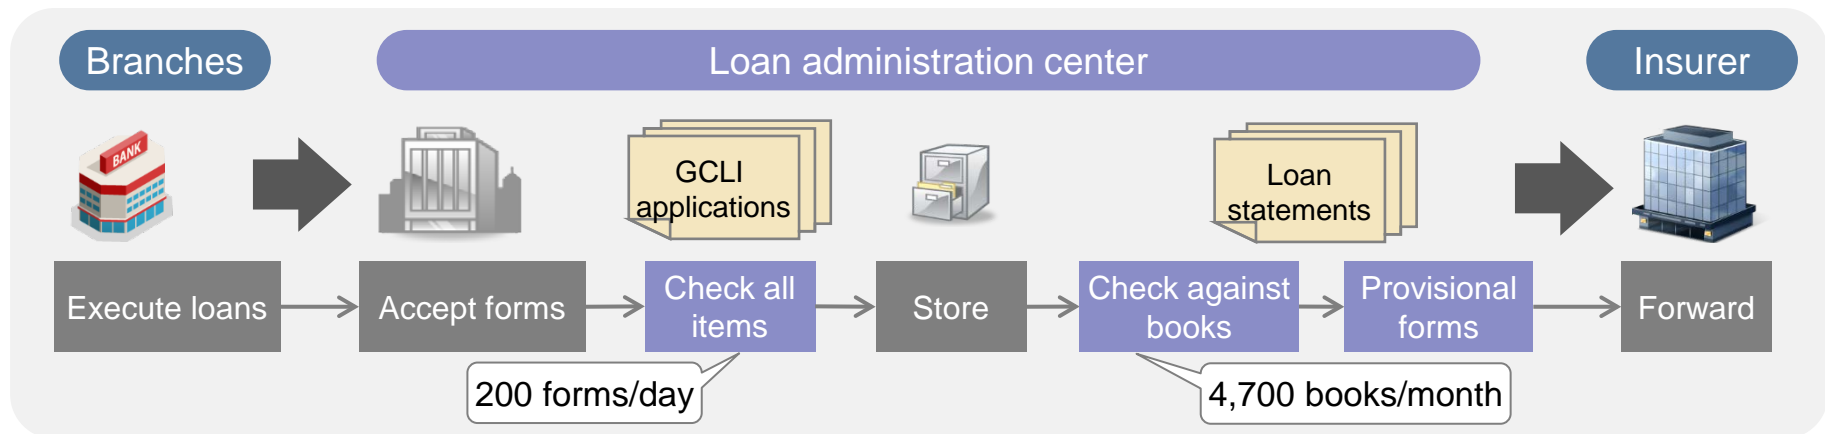 Branches
Loan administration center
Insurer
BANK
GCLI
applications
Loan
statements
Execute loans
Accept forms
Check all
items
Store
Check against
books
Provisional
forms
Forward
200 forms/day
4,700 books/month